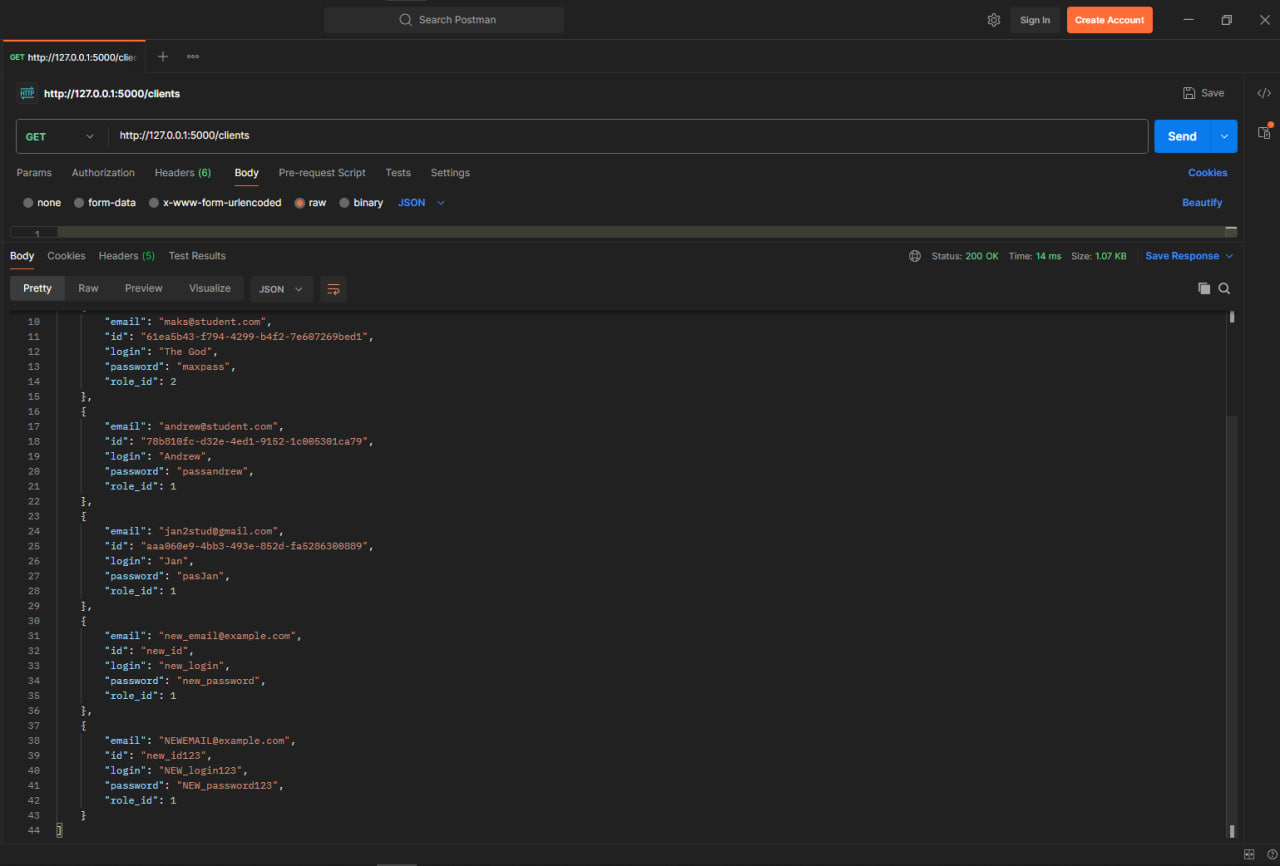 Search Postman
Sign In
Create Account
GET http://127.0.0.1:5000/clie
HTTP http://127.0.0.1:5000/clients
Save
GET http://127.0.0.1:5000/clients
Send
Params Authorization Headers (6) Body Pre-request Script Tests Settings Cookies
none form-data x-www-form-urlencoded raw binary JSON Beautify
1
Body Cookies Headers (5) Test Results Status: 200 OK Time: 14 ms Size: 1.07 KB Save Response
Pretty Raw Preview Visualize JSON
10 "email": "maks@student.com",
11 "id": "61ea5b43-f794-4299-b4f2-7e607269bed1",
12 "login": "The God",
13 "password": "maxpass",
14 "role_id": 2
15 },
16 {
17 "email": "andrew@student.com",
18 "id": "78b810fc-d32e-4ed1-9152-1c005301ca79",
19 "login": "Andrew",
20 "password": "passandrew",
21 "role_id": 1
22 },
23 {
24 "email": "jan2stud@gmail.com",
25 "id": "aaa060e9-4bb3-493e-852d-fa5286300889",
26 "login": "Jan",
27 "password": "pasJan",
28 "role_id": 1
29 },
30 {
31 "email": "new_email@example.com",
32 "id": "new_id",
33 "login": "new_login",
34 "password": "new_password",
35 "role_id": 1
36 },
37 {
38 "email": "NEWEMAIL@example.com",
39 "id": "new_id123",
40 "login": "NEW_login123",
41 "password": "NEW_password123",
42 "role_id": 1
43 }
44 ]